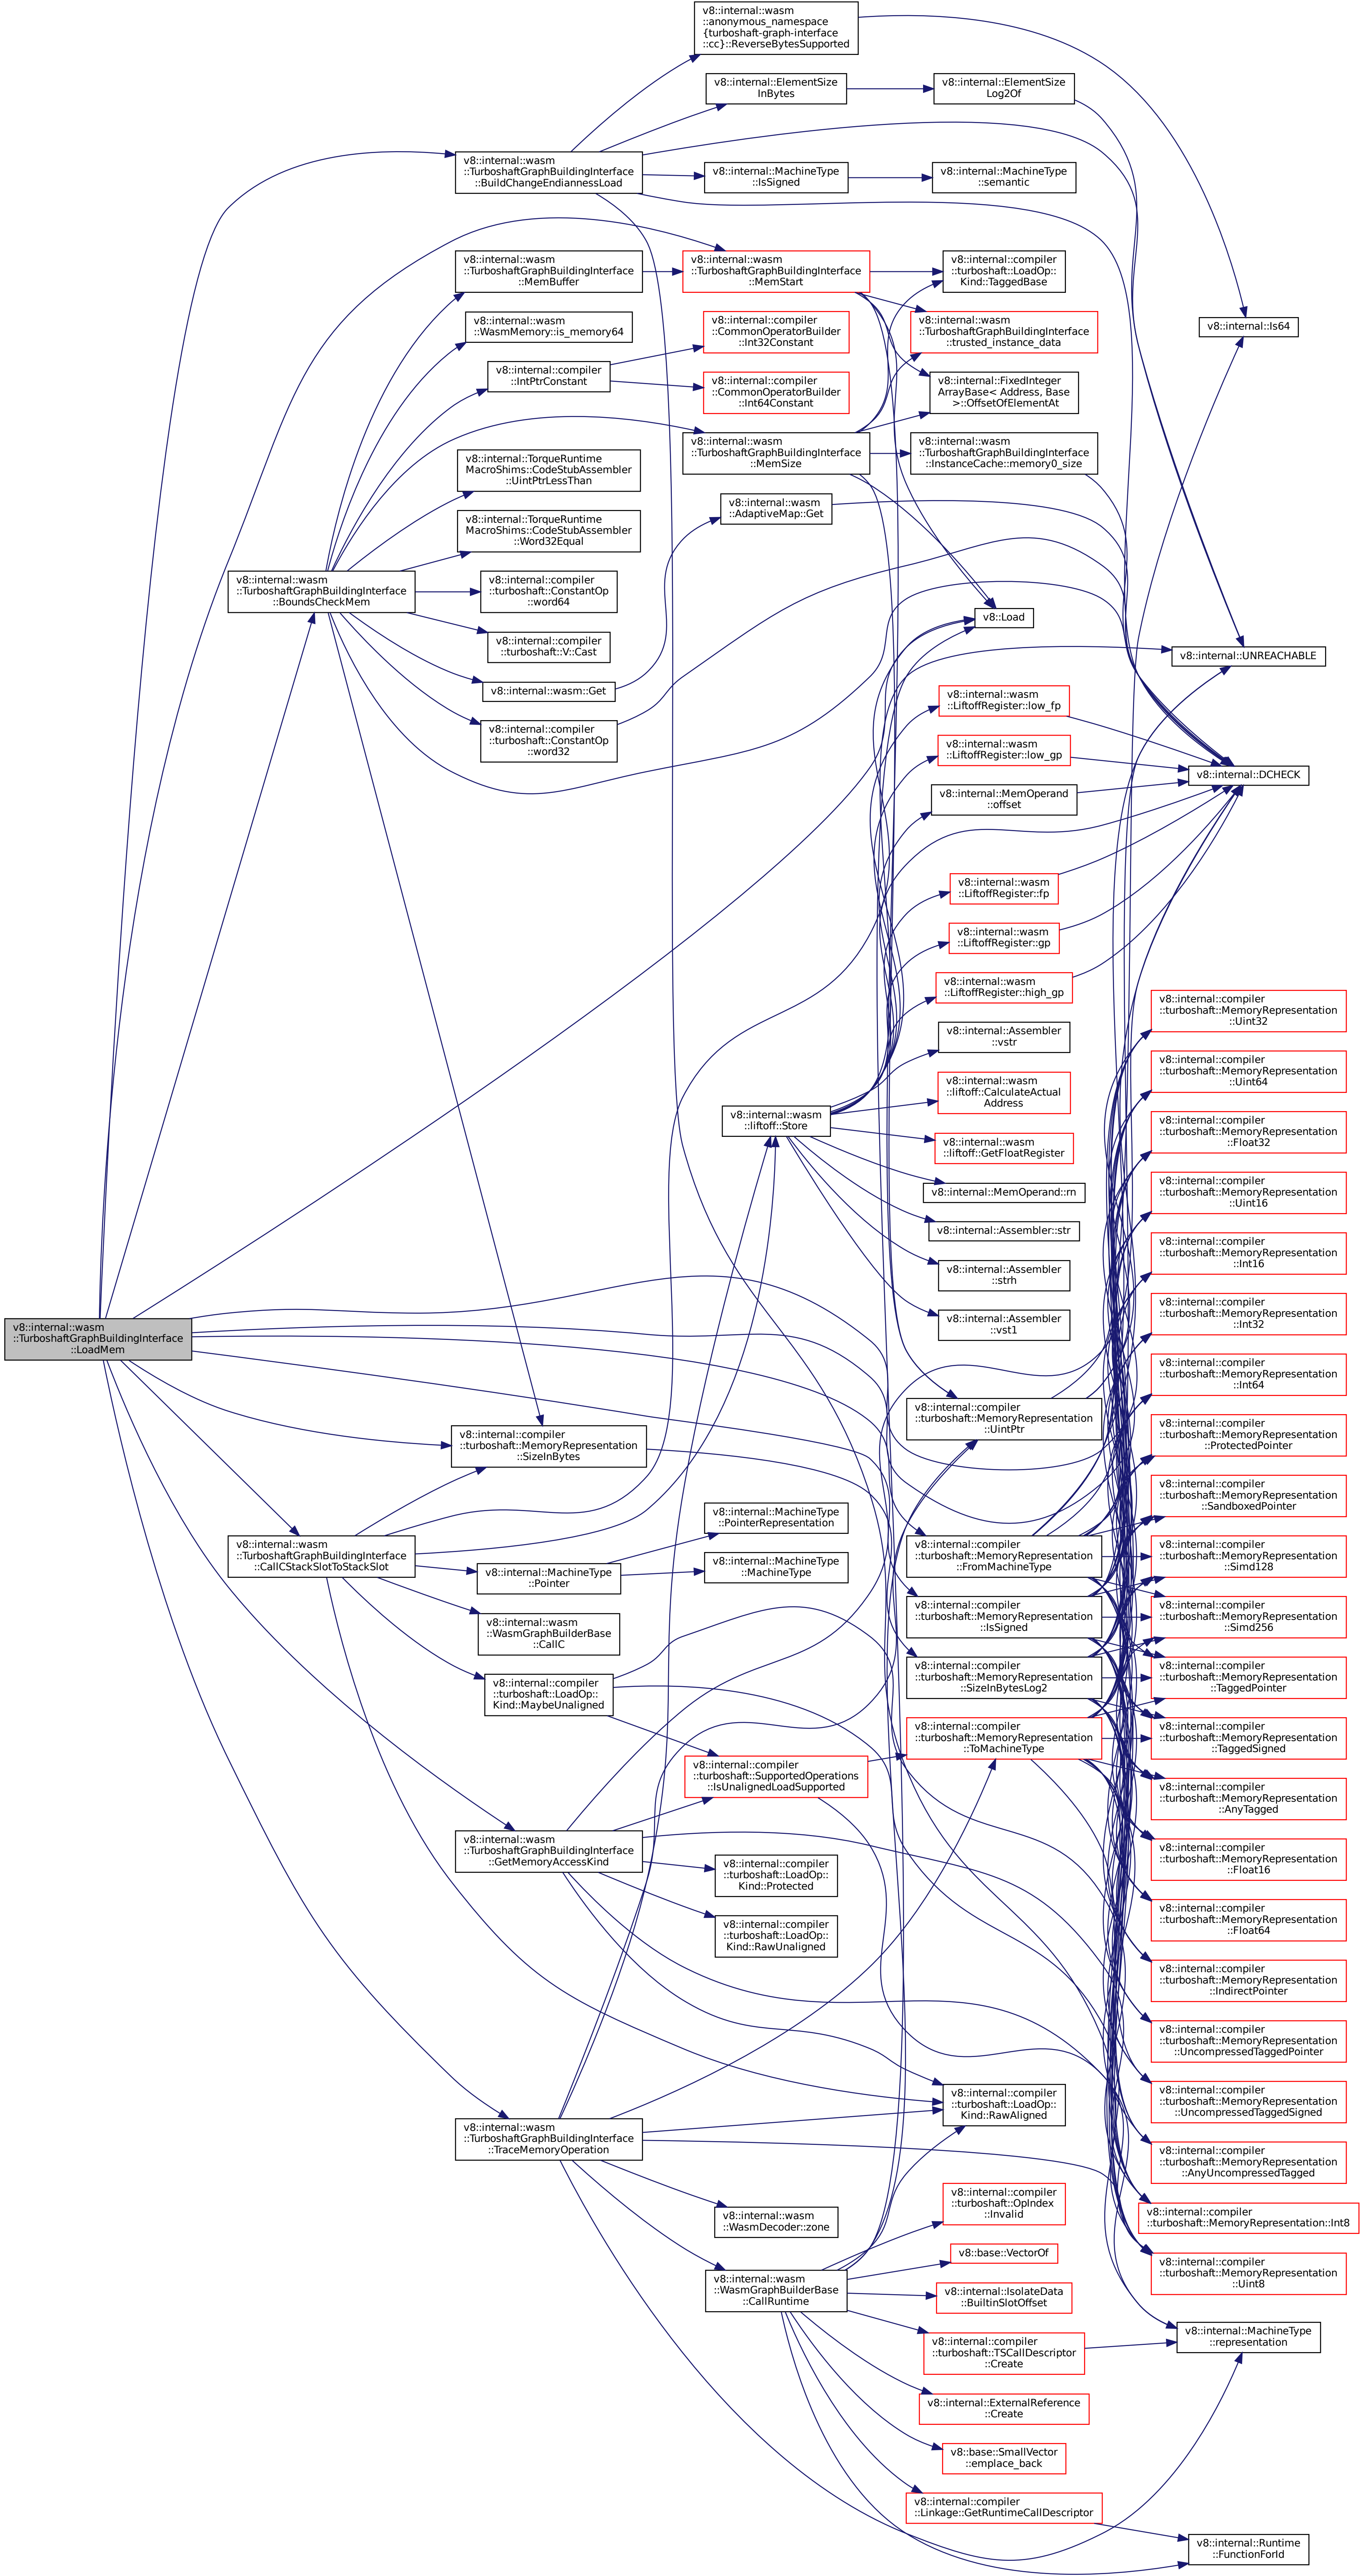 v8::internal::wasm
::TurboshaftGraphBuildingInterface
::LoadMem
v8::internal::wasm
::TurboshaftGraphBuildingInterface
::BuildChangeEndiannessLoad
v8::internal::wasm
::TurboshaftGraphBuildingInterface
::MemBuffer
v8::internal::wasm
::WasmMemory::is_memory64
v8::internal::compiler
::IntPtrConstant
v8::internal::TorqueRuntime
MacroShims::CodeStubAssembler
::UintPtrLessThan
v8::internal::TorqueRuntime
MacroShims::CodeStubAssembler
::Word32Equal
v8::internal::wasm
::TurboshaftGraphBuildingInterface
::BoundsCheckMem
v8::internal::compiler
::turboshaft::ConstantOp
::word64
v8::internal::compiler
::turboshaft::V::Cast
v8::internal::wasm::Get
v8::internal::compiler
::turboshaft::ConstantOp
::word32
v8::internal::compiler
::turboshaft::MemoryRepresentation
::SizeInBytes
v8::internal::wasm
::TurboshaftGraphBuildingInterface
::CallCStackSlotToStackSlot
v8::internal::MachineType
::Pointer
v8::internal::wasm
::WasmGraphBuilderBase
::CallC
v8::internal::compiler
::turboshaft::LoadOp::
Kind::MaybeUnaligned
v8::internal::wasm
::TurboshaftGraphBuildingInterface
::GetMemoryAccessKind
v8::internal::wasm
::TurboshaftGraphBuildingInterface
::TraceMemoryOperation
v8::internal::wasm
::anonymous_namespace
{turboshaft-graph-interface
::cc}::ReverseBytesSupported
v8::internal::ElementSize
InBytes
v8::internal::MachineType
::IsSigned
v8::internal::wasm
::TurboshaftGraphBuildingInterface
::MemStart
v8::internal::compiler
::CommonOperatorBuilder
::Int32Constant
v8::internal::compiler
::CommonOperatorBuilder
::Int64Constant
v8::internal::wasm
::TurboshaftGraphBuildingInterface
::MemSize
v8::internal::wasm
::AdaptiveMap::Get
v8::internal::wasm
::liftoff::Store
v8::internal::MachineType
::PointerRepresentation
v8::internal::MachineType
::MachineType
v8::internal::compiler
::turboshaft::SupportedOperations
::IsUnalignedLoadSupported
v8::internal::compiler
::turboshaft::LoadOp::
Kind::Protected
v8::internal::compiler
::turboshaft::LoadOp::
Kind::RawUnaligned
v8::internal::wasm
::WasmDecoder::zone
v8::internal::wasm
::WasmGraphBuilderBase
::CallRuntime
v8::internal::ElementSize
Log2Of
v8::internal::MachineType
::semantic
v8::internal::compiler
::turboshaft::LoadOp::
Kind::TaggedBase
v8::internal::wasm
::TurboshaftGraphBuildingInterface
::trusted_instance_data
v8::internal::FixedInteger
ArrayBase< Address, Base
>::OffsetOfElementAt
v8::internal::wasm
::TurboshaftGraphBuildingInterface
::InstanceCache::memory0_size
v8::Load
v8::internal::wasm
::LiftoffRegister::low_fp
v8::internal::wasm
::LiftoffRegister::low_gp
v8::internal::MemOperand
::offset
v8::internal::wasm
::LiftoffRegister::fp
v8::internal::wasm
::LiftoffRegister::gp
v8::internal::wasm
::LiftoffRegister::high_gp
v8::internal::Assembler
::vstr
v8::internal::wasm
::liftoff::CalculateActual
Address
v8::internal::wasm
::liftoff::GetFloatRegister
v8::internal::MemOperand::rn
v8::internal::Assembler::str
v8::internal::Assembler
::strh
v8::internal::Assembler
::vst1
v8::internal::compiler
::turboshaft::MemoryRepresentation
::UintPtr
v8::internal::compiler
::turboshaft::MemoryRepresentation
::FromMachineType
v8::internal::compiler
::turboshaft::MemoryRepresentation
::IsSigned
v8::internal::compiler
::turboshaft::MemoryRepresentation
::SizeInBytesLog2
v8::internal::compiler
::turboshaft::MemoryRepresentation
::ToMachineType
v8::internal::compiler
::turboshaft::LoadOp::
Kind::RawAligned
v8::internal::compiler
::turboshaft::OpIndex
::Invalid
v8::base::VectorOf
v8::internal::IsolateData
::BuiltinSlotOffset
v8::internal::compiler
::turboshaft::TSCallDescriptor
::Create
v8::internal::ExternalReference
::Create
v8::base::SmallVector
::emplace_back
v8::internal::compiler
::Linkage::GetRuntimeCallDescriptor
v8::internal::Is64
v8::internal::UNREACHABLE
v8::internal::DCHECK
v8::internal::compiler
::turboshaft::MemoryRepresentation
::Uint32
v8::internal::compiler
::turboshaft::MemoryRepresentation
::Uint64
v8::internal::compiler
::turboshaft::MemoryRepresentation
::Float32
v8::internal::compiler
::turboshaft::MemoryRepresentation
::Uint16
v8::internal::compiler
::turboshaft::MemoryRepresentation
::Int16
v8::internal::compiler
::turboshaft::MemoryRepresentation
::Int32
v8::internal::compiler
::turboshaft::MemoryRepresentation
::Int64
v8::internal::compiler
::turboshaft::MemoryRepresentation
::ProtectedPointer
v8::internal::compiler
::turboshaft::MemoryRepresentation
::SandboxedPointer
v8::internal::compiler
::turboshaft::MemoryRepresentation
::Simd128
v8::internal::compiler
::turboshaft::MemoryRepresentation
::Simd256
v8::internal::compiler
::turboshaft::MemoryRepresentation
::TaggedPointer
v8::internal::compiler
::turboshaft::MemoryRepresentation
::TaggedSigned
v8::internal::compiler
::turboshaft::MemoryRepresentation
::AnyTagged
v8::internal::compiler
::turboshaft::MemoryRepresentation
::Float16
v8::internal::compiler
::turboshaft::MemoryRepresentation
::Float64
v8::internal::compiler
::turboshaft::MemoryRepresentation
::IndirectPointer
v8::internal::compiler
::turboshaft::MemoryRepresentation
::UncompressedTaggedPointer
v8::internal::compiler
::turboshaft::MemoryRepresentation
::UncompressedTaggedSigned
v8::internal::compiler
::turboshaft::MemoryRepresentation
::AnyUncompressedTagged
v8::internal::compiler
::turboshaft::MemoryRepresentation::Int8
v8::internal::compiler
::turboshaft::MemoryRepresentation
::Uint8
v8::internal::MachineType
::representation
v8::internal::Runtime
::FunctionForId